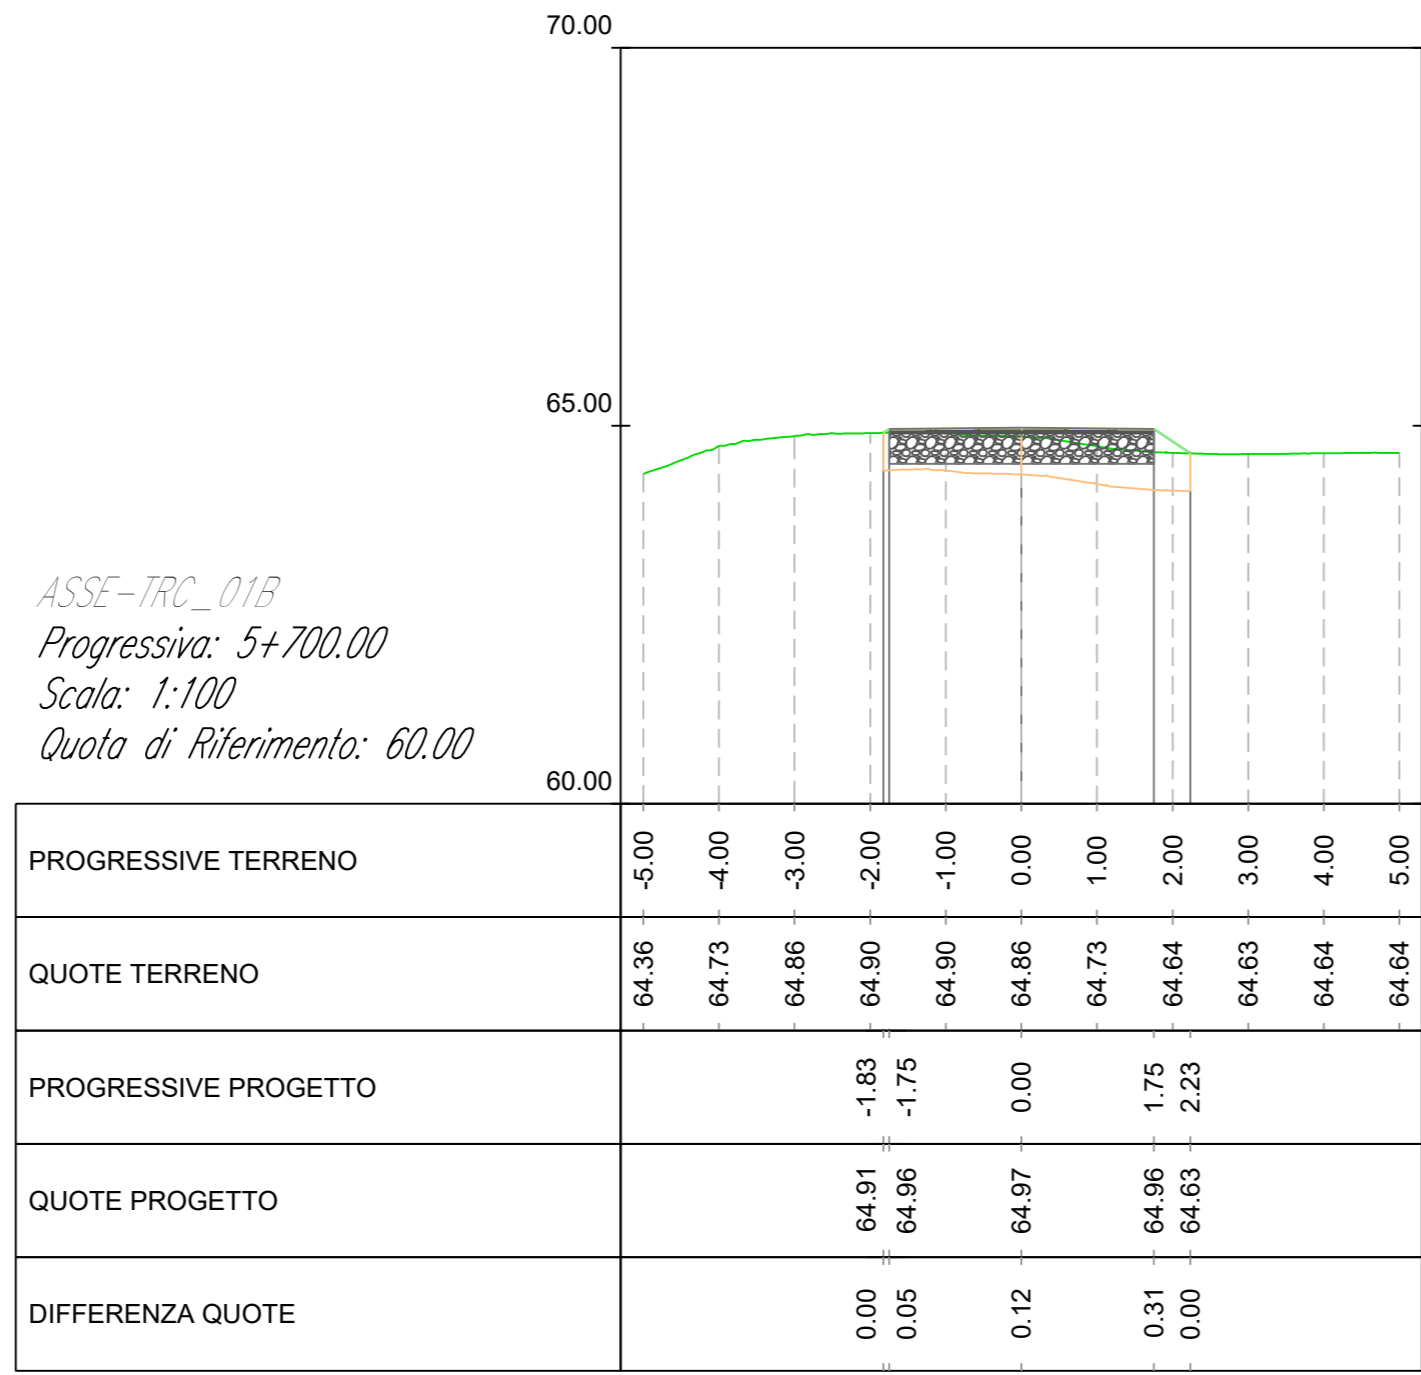 70.00
65.00
ASSE-TRC_01B
Progressiva: 5+700.00
Scala: 1:100
Quota di Riferimento: 60.00
60.00
PROGRESSIVE TERRENO -5.00 -4.00 -3.00 -2.00 -1.00 0.00 1.00 2.00 3.00 4.00 5.00
QUOTE TERRENO 64.36 64.73 64.86 64.90 64.90 64.86 64.73 64.64 64.63 64.64 64.64
PROGRESSIVE PROGETTO -1.83 -1.75 0.00 1.75 2.23
QUOTE PROGETTO 64.91 64.96 64.97 64.96 64.63
DIFFERENZA QUOTE 0.00 0.05 0.12 0.31 0.00